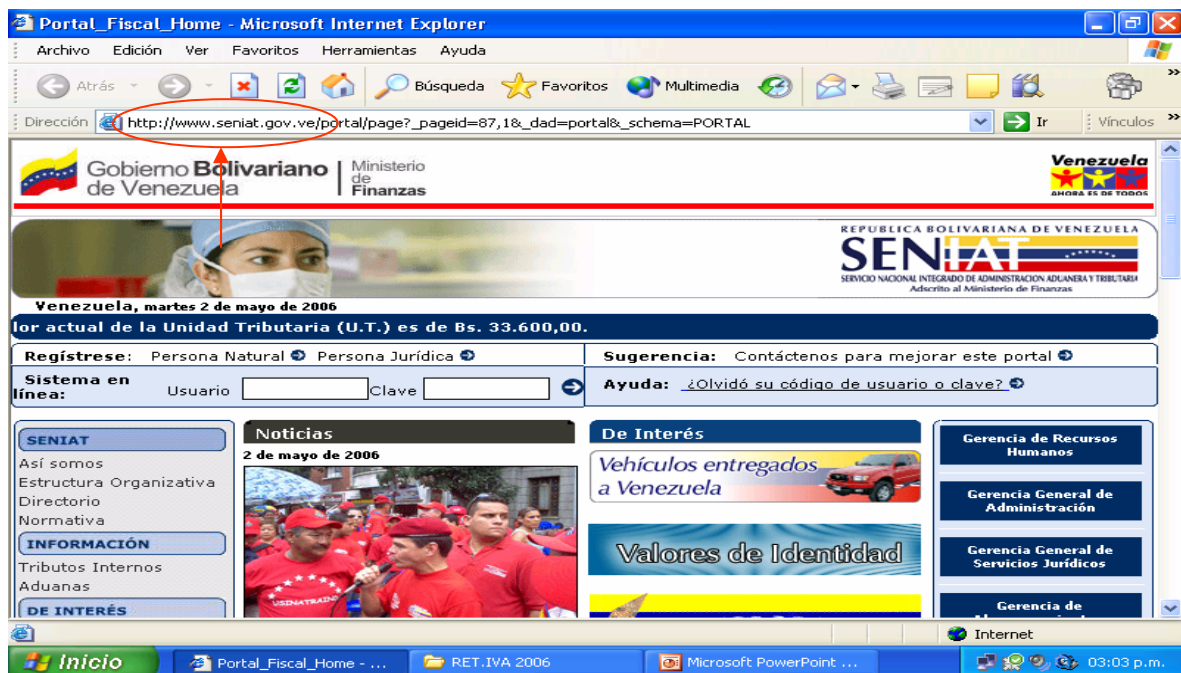 Portal_Fiscal_Home - Microsoft Internet Explorer
Archivo Edición Ver Favoritos Herramientas Ayuda
Atrás Búsqueda Favoritos Multimedia
Dirección http://www.seniat.gov.ve/portal/page?_pageid=87,1&_dad=portal&_schema=PORTAL Ir Vínculos
Gobierno Bolivariano
de Venezuela
Ministerio
de
Finanzas
Venezuela
AHORA ES DE TODOS
REPUBLICA BOLIVARIANA DE VENEZUELA
SENIAT
SERVICIO NACIONAL INTEGRADO DE ADMINISTRACION ADUANERA Y TRIBUTARIA
Adscrito al Ministerio de Finanzas
Venezuela, martes 2 de mayo de 2006
lor actual de la Unidad Tributaria (U.T.) es de Bs. 33.600,00.
Regístrese: Persona Natural Persona Jurídica
Sugerencia: Contáctenos para mejorar este portal
Sistema en
línea: Usuario Clave
Ayuda: ¿Olvidó su código de usuario o clave?
SENIAT
Así somos
Estructura Organizativa
Directorio
Normativa
INFORMACIÓN
Tributos Internos
Aduanas
DE INTERÉS
Noticias
2 de mayo de 2006
De Interés
Vehículos entregados
a Venezuela
Valores de Identidad
Gerencia de Recursos
Humanos
Gerencia General de
Administración
Gerencia General de
Servicios Jurídicos
Gerencia de
Internet
Inicio Portal_Fiscal_Home - ... RET.IVA 2006 Microsoft PowerPoint ... 03:03 p.m.